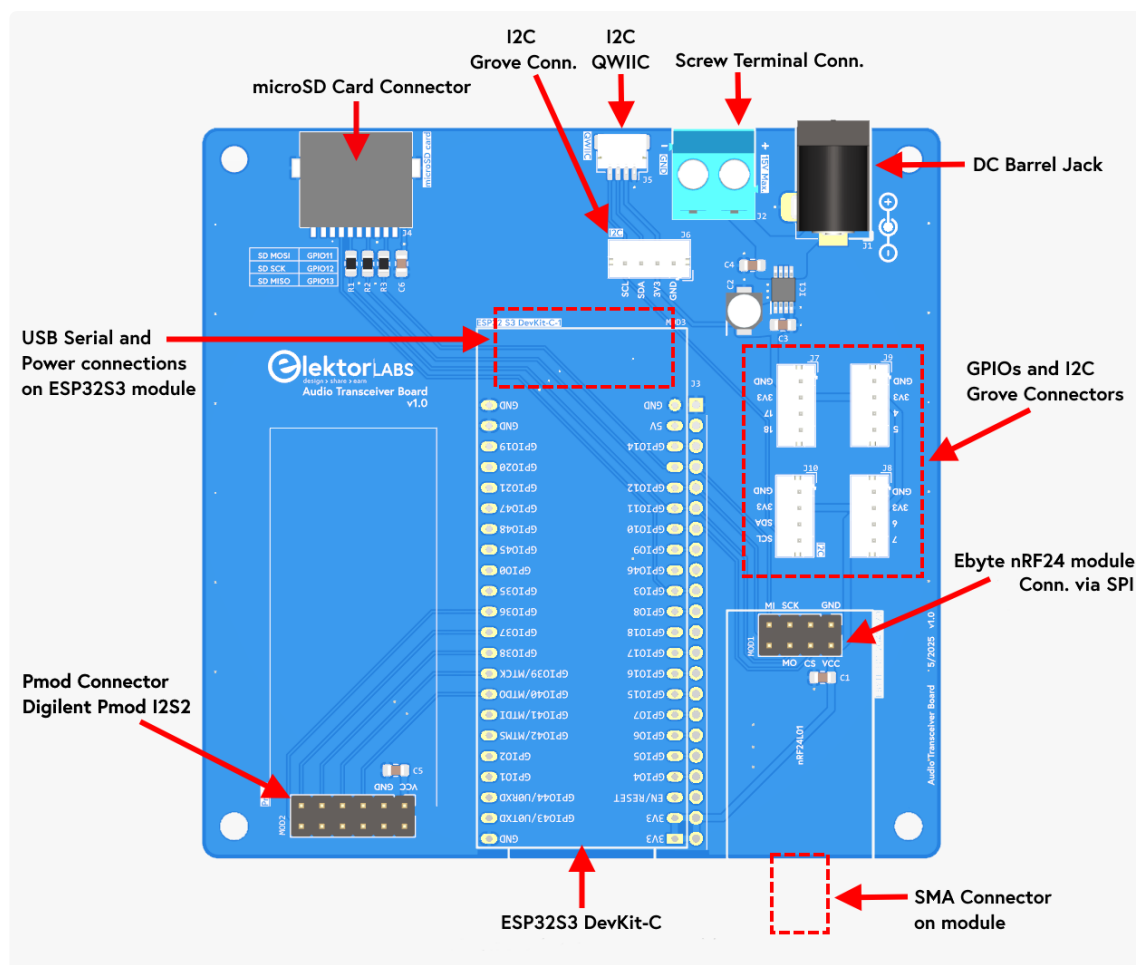 I2C
Grove Conn.
I2C
QWIIC
Screw Terminal Conn.
microSD Card Connector
DC Barrel Jack
QWIIC
J5
GND
-
+
15V Max.
J2
J1
+
-
microSD card
J4
I2C
J6
SCL
SDA
3V3
GND
SD MOSI GPIO11
SD SCK GPIO12
SD MISO GPIO13
R1
R2
R3
C6
C4
C2
IC1
C3
USB Serial and
Power connections
on ESP32S3 module
ESP32 S3 DevKit-C-1
MOD3
elektor LABS
design > share > earn
Audio Transceiver Board
v1.0
GPIOs and I2C
Grove Connectors
J7
GND
3V3
17
18
J9
GND
3V3
4
5
J10
GND
3V3
SDA
SCL
I2C
J8
GND
3V3
6
7
J3
GND
GND
GND
5V
GPIO19
GPIO14
GPIO20
GPIO21
GPIO12
GPIO47
GPIO11
GPIO48
GPIO10
GPIO45
GPIO9
GPIO0
GPIO46
GPIO35
GPIO3
GPIO36
GPIO8
GPIO37
GPIO18
GPIO38
GPIO17
GPIO39/MTCK
GPIO16
GPIO40/MTDO
GPIO15
GPIO41/MTDI
GPIO7
GPIO42/MTMS
GPIO6
GPIO2
GPIO5
GPIO1
GPIO4
GPIO44/U0RXD
EN/RESET
GPIO43/U0TXD
3V3
GND
3V3
Ebyte nRF24 module
Conn. via SPI
MI SCK GND
MOD1
MO CS VCC
C1
nRF24L01
Audio Transceiver Board 5/2025 v1.0
Pmod Connector
Digilent Pmod I2S2
C5
VCC GND
MOD2
ESP32S3 DevKit-C
SMA Connector
on module